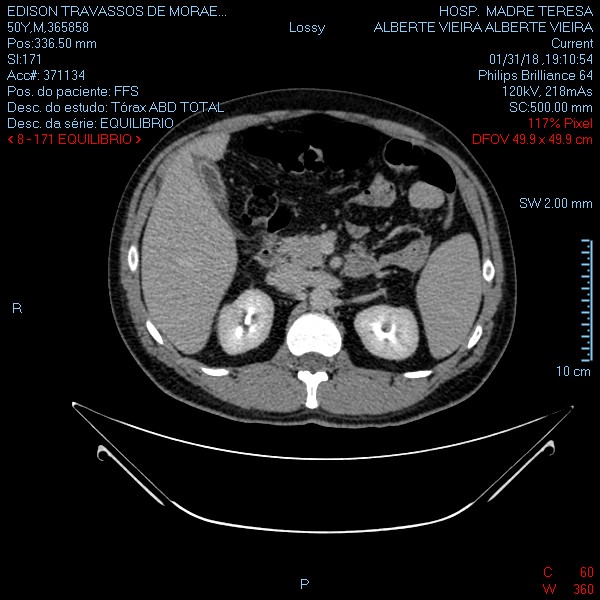 EDISON TRAVASSOS DE MORAE...
50Y,M,365858
Pos:336.50 mm
SI:171
Acc#: 371134
Pos. do paciente: FFS
Desc. do estudo: Tórax ABD TOTAL
Desc. da série: EQUILIBRIO
< 8 - 171 EQUILIBRIO >
Lossy
HOSP. MADRE TERESA
ALBERTE VIEIRA ALBERTE VIEIRA
Current
01/31/18 ,19:10:54
Philips Brilliance 64
120kV, 218mAs
SC:500.00 mm
117% Pixel
DFOV 49.9 x 49.9 cm
SW 2.00 mm
R
10 cm
P
C 60
W 360